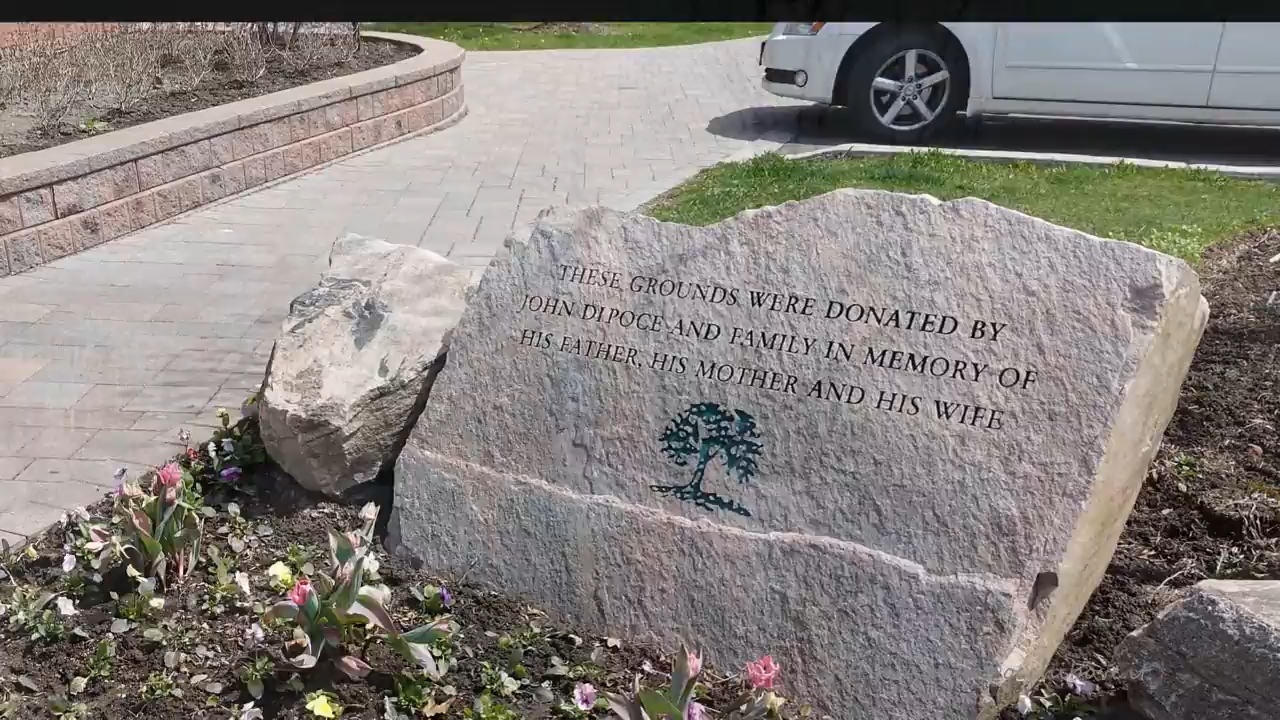 THESE GROUNDS WERE DONATED BY
JOHN DIPOCE AND FAMILY IN MEMORY OF
HIS FATHER, HIS MOTHER AND HIS WIFE